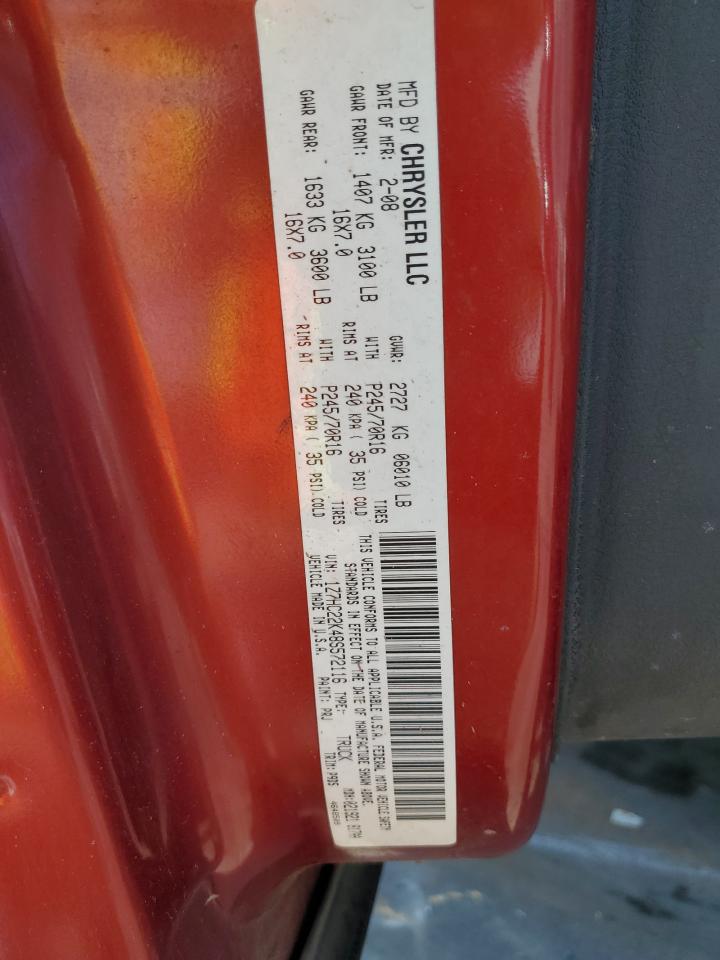 MFD BY CHRYSLER LLC
DATE OF MFR: 2-08 GVWR: 2727 KG 06010 LB
GAWR FRONT: 1407 KG 3100 LB WITH P245/70R16 TIRES
16X7.0 RIMS AT 240 KPA ( 35 PSI) COLD
GAWR REAR: 1633 KG 3600 LB WITH P245/70R16 TIRES
16X7.0 RIMS AT 240 KPA ( 35 PSI) COLD
THIS VEHICLE CONFORMS TO ALL APPLICABLE U.S.A. FEDERAL MOTOR VEHICLE SAFETY
STANDARDS IN EFFECT ON THE DATE OF MANUFACTURE SHOWN ABOVE.
VIN: 1Z7HC22K48S572116 TYPE: TRUCK
VEHICLE MADE IN U.S.A. PAINT: PRJ